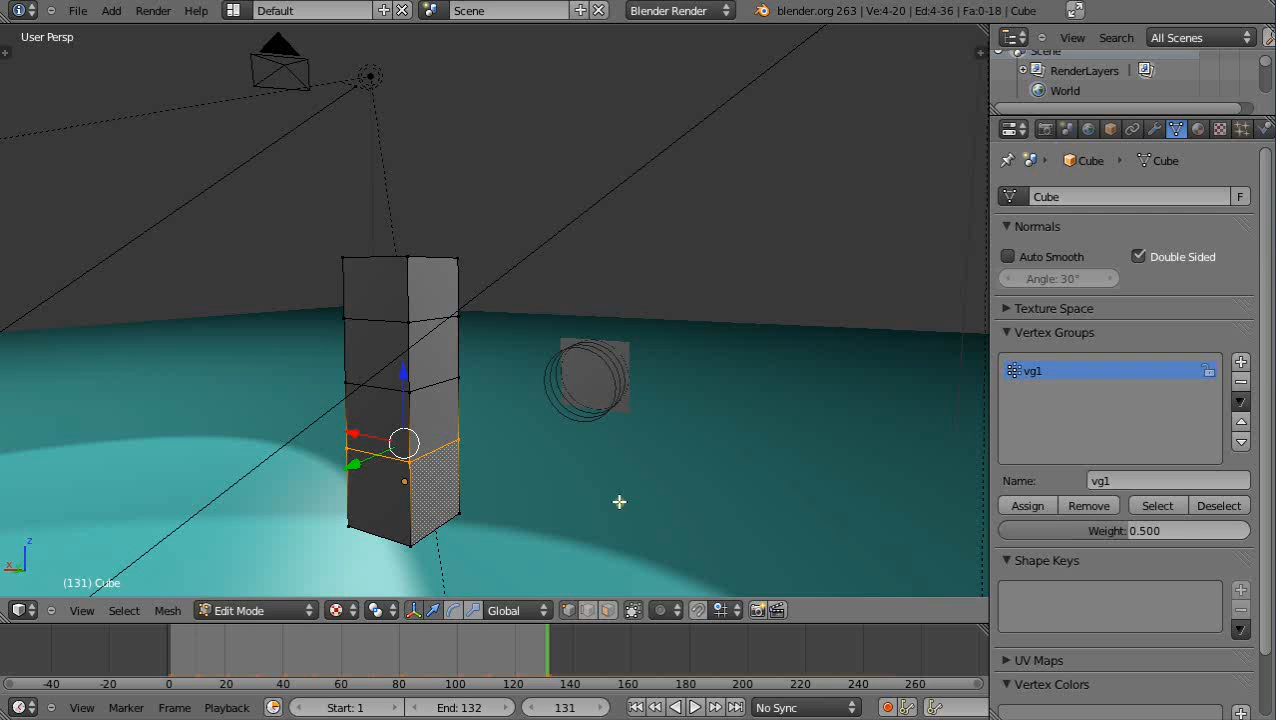 File Add Render Help Default Scene Blender Render blender.org 263 | Ve:4-20 | Ed:4-36 | Fa:0-18 | Cube
User Persp
View Search All Scenes
Scene
RenderLayers
World
Cube Cube
Cube F
Normals
Auto Smooth Double Sided
Angle: 30°
Texture Space
Vertex Groups
vg1
Name: vg1
Assign Remove Select Deselect
Weight: 0.500
Shape Keys
UV Maps
Vertex Colors
z
x
(131) Cube
View Select Mesh Edit Mode Global
-40 -20 0 20 40 60 80 100 120 140 160 180 200 220 240 260
View Marker Frame Playback Start: 1 End: 132 131 No Sync